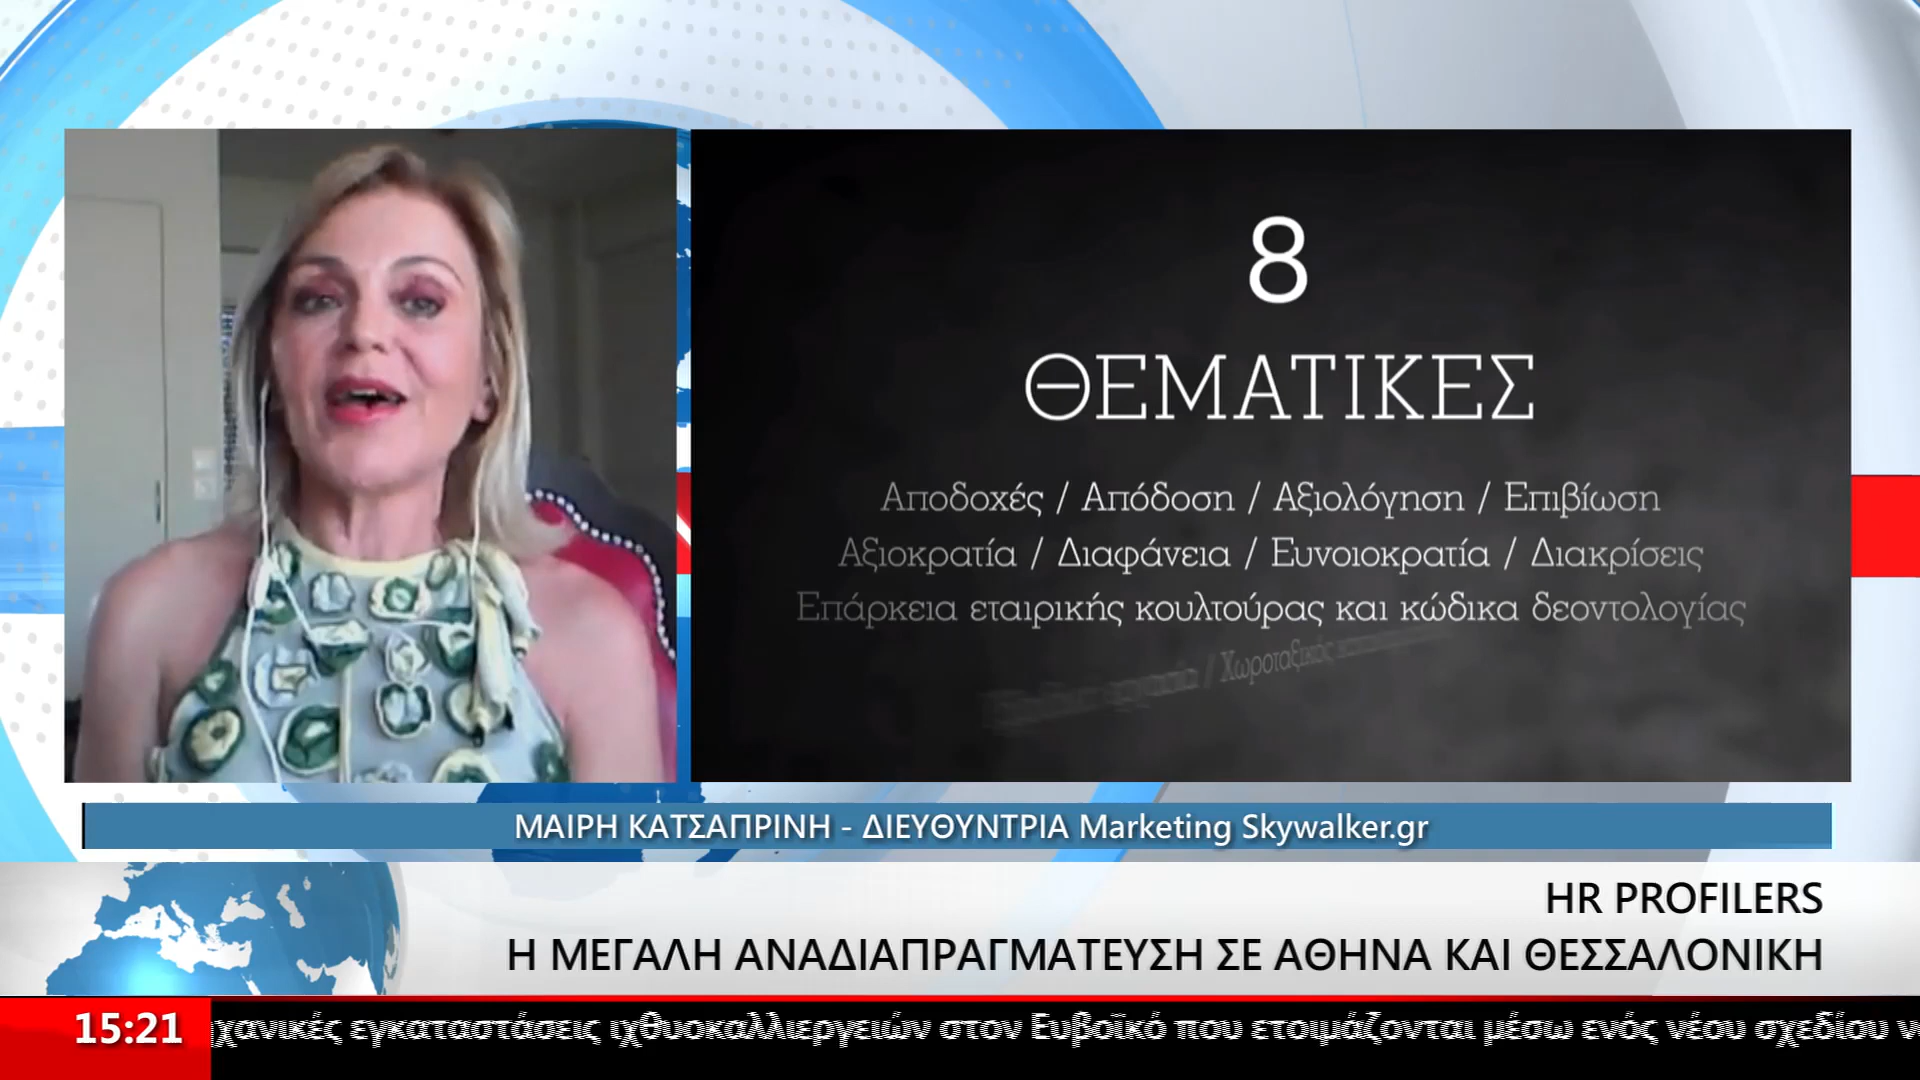 8
ΘΕΜΑΤΙΚΕΣ
Αποδοχές / Απόδοση / Αξιολόγηση / Επιβίωση
Αξιοκρατία / Διαφάνεια / Ευνοιοκρατία / Διακρίσεις
Επάρκεια εταιρικής κουλτούρας και κώδικα δεοντολογίας
/ Χωροταξικός
ΜΑΙΡΗ ΚΑΤΣΑΠΡΙΝΗ - ΔΙΕΥΘΥΝΤΡΙΑ Marketing Skywalker.gr
HR PROFILERS
Η ΜΕΓΑΛΗ ΑΝΑΔΙΑΠΡΑΓΜΑΤΕΥΣΗ ΣΕ ΑΘΗΝΑ ΚΑΙ ΘΕΣΣΑΛΟΝΙΚΗ
15:21
χανικές εγκαταστάσεις ιχθυοκαλλιεργειών στον Ευβοϊκό που ετοιμάζονται μέσω ενός νέου σχεδίου ν